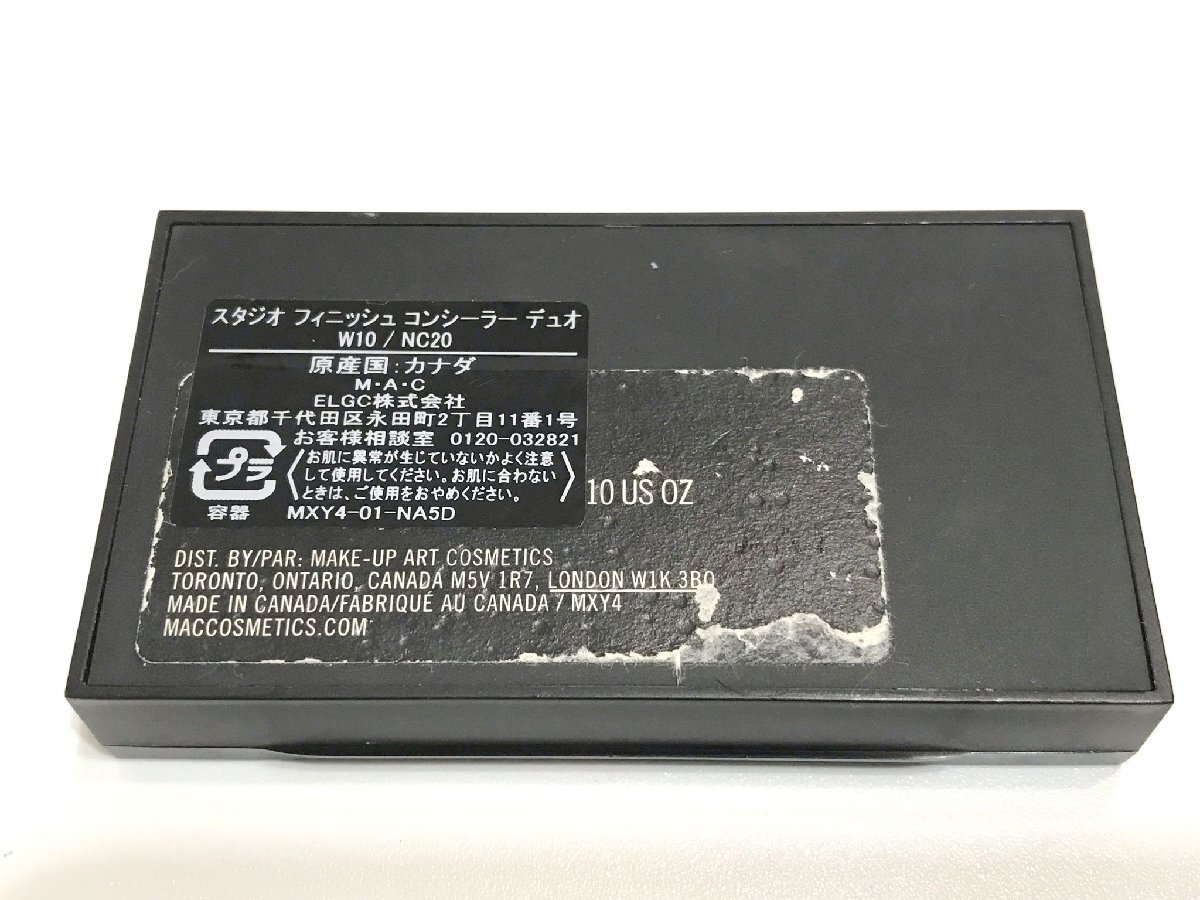 スタジオ フィニッシュ コンシーラー デュオ
W10 / NC20
原産国:カナダ
M・A・C
ELGC株式会社
東京都千代田区永田町2丁目11番1号
お客様相談室 0120-032821
プラ
容器
お肌に異常が生じていないかよく注意
して使用してください。お肌に合わない
ときは、ご使用をおやめください。
MXY4-01-NA5D
10 US OZ
DIST. BY/PAR: MAKE-UP ART COSMETICS
TORONTO, ONTARIO, CANADA M5V 1R7, LONDON W1K
MADE IN CANADA/FABRIQUÉ AU CANADA / MXY4
MACCOSMETICS.COM